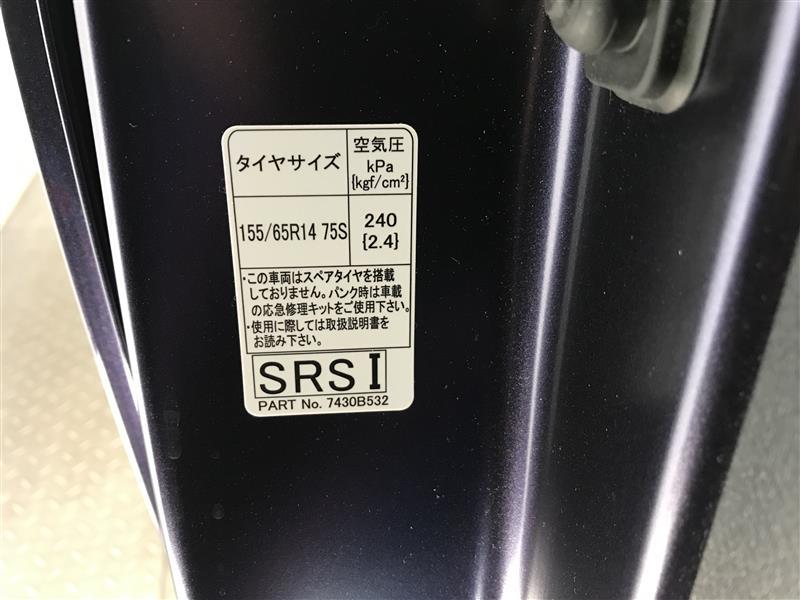 タイヤサイズ
空気圧
kPa
{kgf/cm²}
155/65R14 75S
240
{2.4}
・この車両はスペアタイヤを搭載
しておりません。パンク時は車載
の応急修理キットをご使用下さい。
・使用に際しては取扱説明書を
お読み下さい。
SRS I
PART No. 7430B532